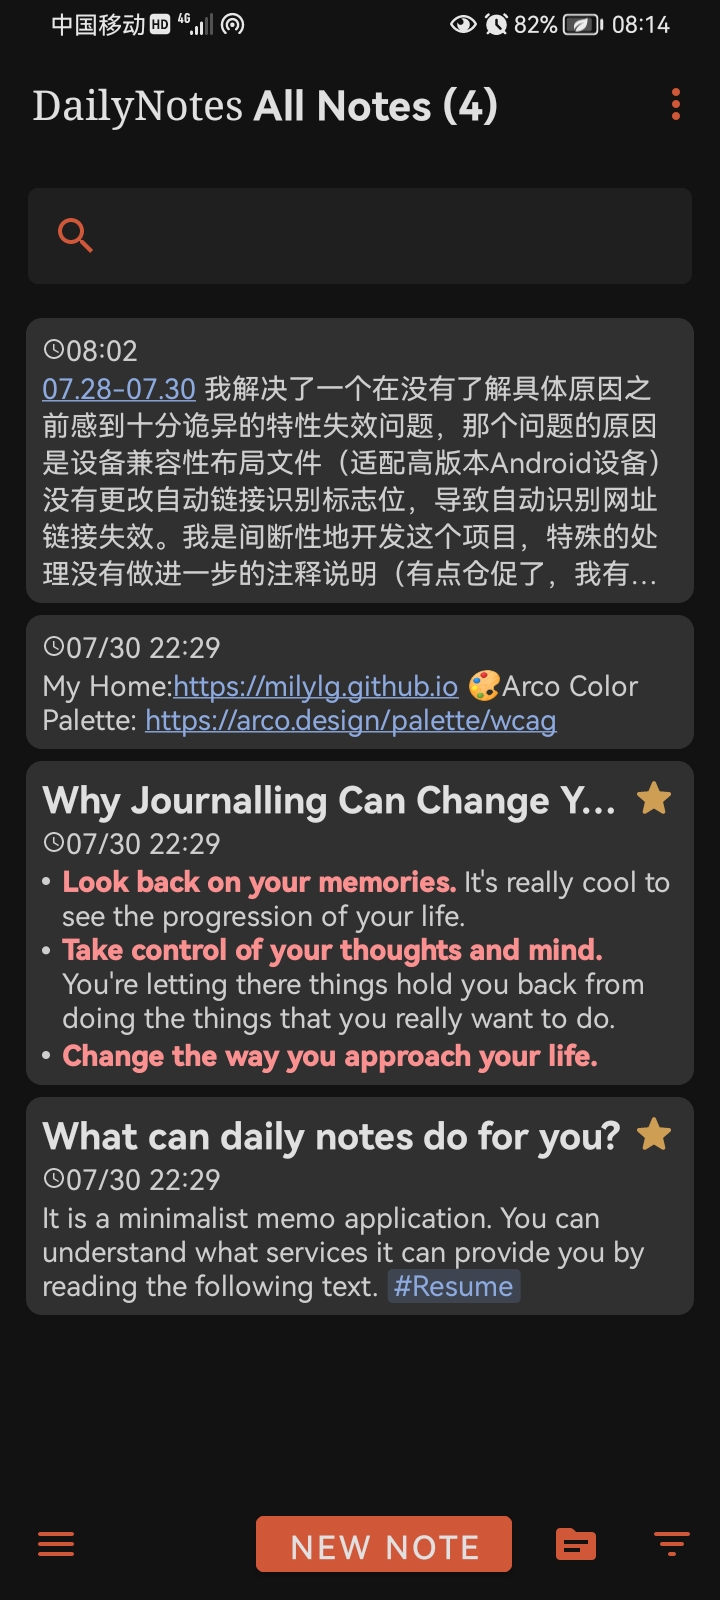 中国移动 HD 4G 82% 08:14
DailyNotes All Notes (4)
08:02
07.28-07.30 我解决了一个在没有了解具体原因之
前感到十分诡异的特性失效问题，那个问题的原因
是设备兼容性布局文件（适配高版本Android设备）
没有更改自动链接识别标志位，导致自动识别网址
链接失效。我是间断性地开发这个项目，特殊的处
理没有做进一步的注释说明（有点仓促了，我有...
07/30 22:29
My Home:https://milylg.github.io 🎨Arco Color
Palette: https://arco.design/palette/wcag
Why Journalling Can Change Y...
07/30 22:29
• Look back on your memories. It's really cool to
see the progression of your life.
• Take control of your thoughts and mind.
You're letting there things hold you back from
doing the things that you really want to do.
• Change the way you approach your life.
What can daily notes do for you?
07/30 22:29
It is a minimalist memo application. You can
understand what services it can provide you by
reading the following text. #Resume
NEW NOTE